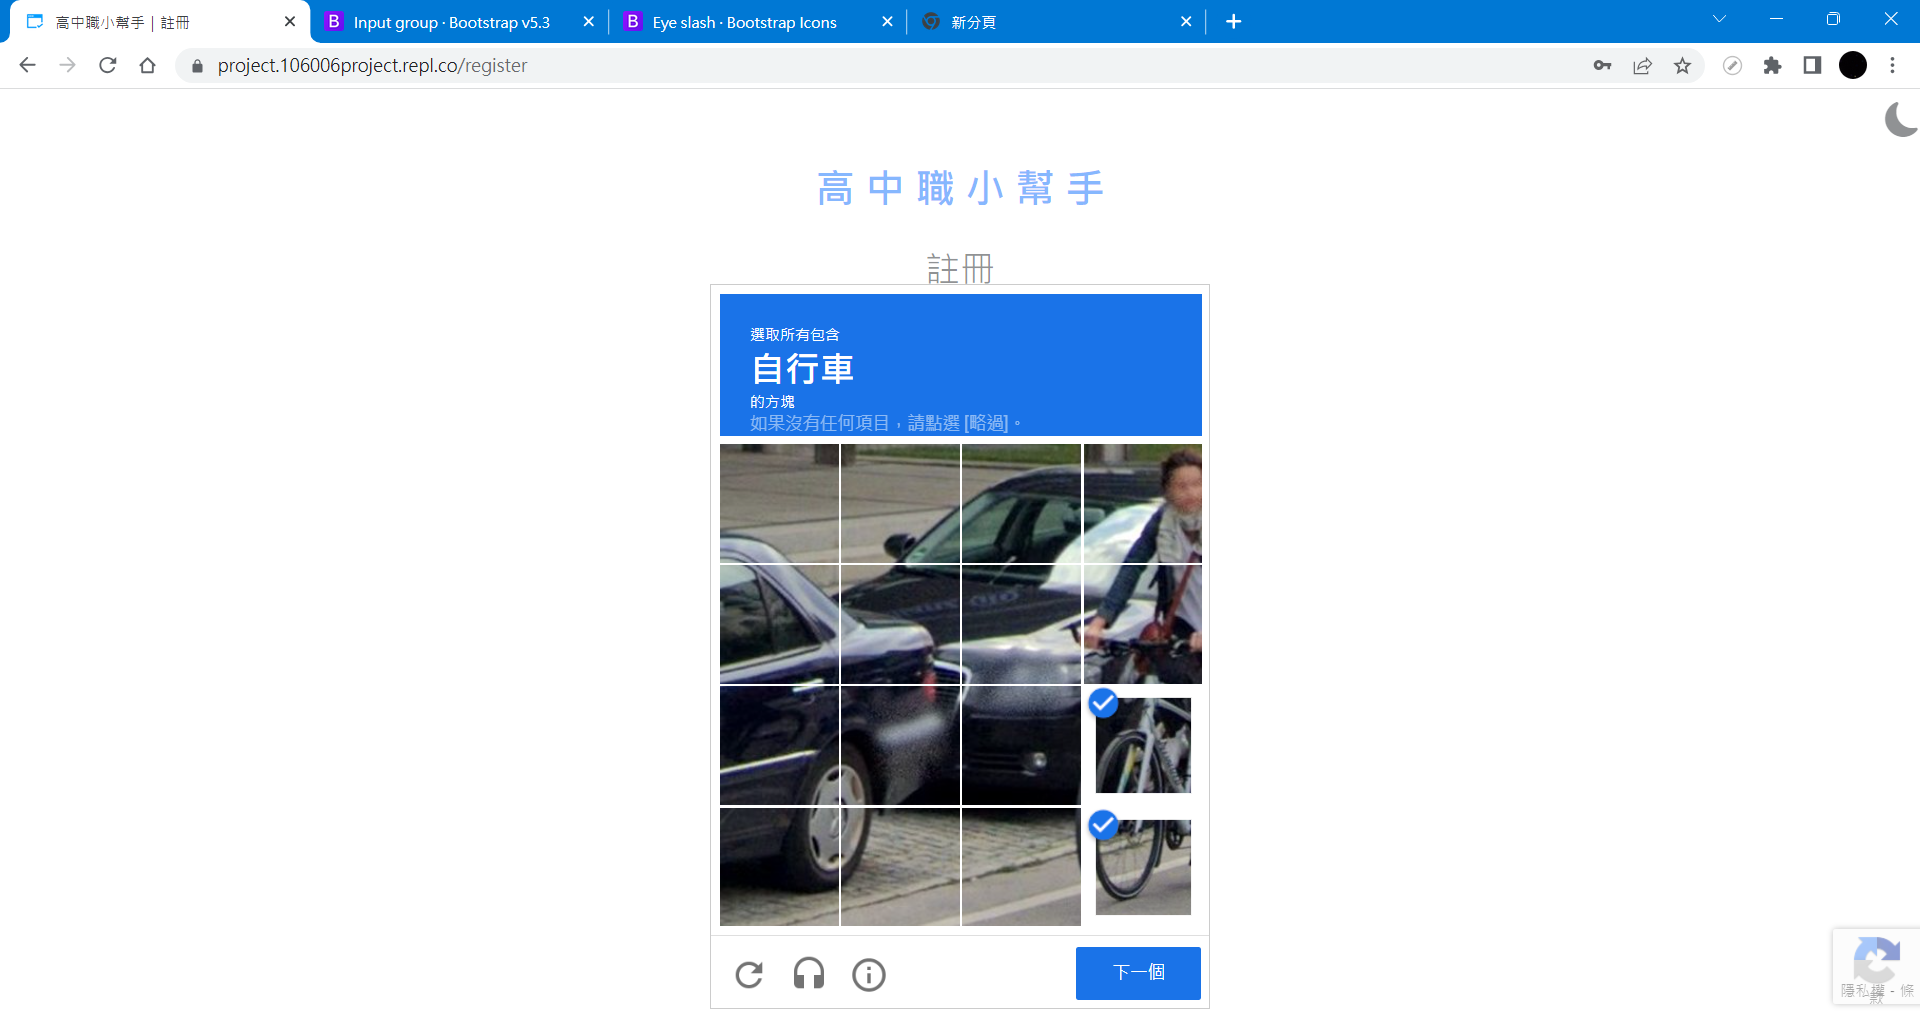 高中職小幫手 | 註冊
Input group · Bootstrap v5.3
Eye slash · Bootstrap Icons
新分頁
project.106006project.repl.co/register
高中職小幫手
註冊
選取所有包含
自行車
的方塊
如果沒有任何項目，請點選 [略過]。
下一個
隱私權 - 條
款